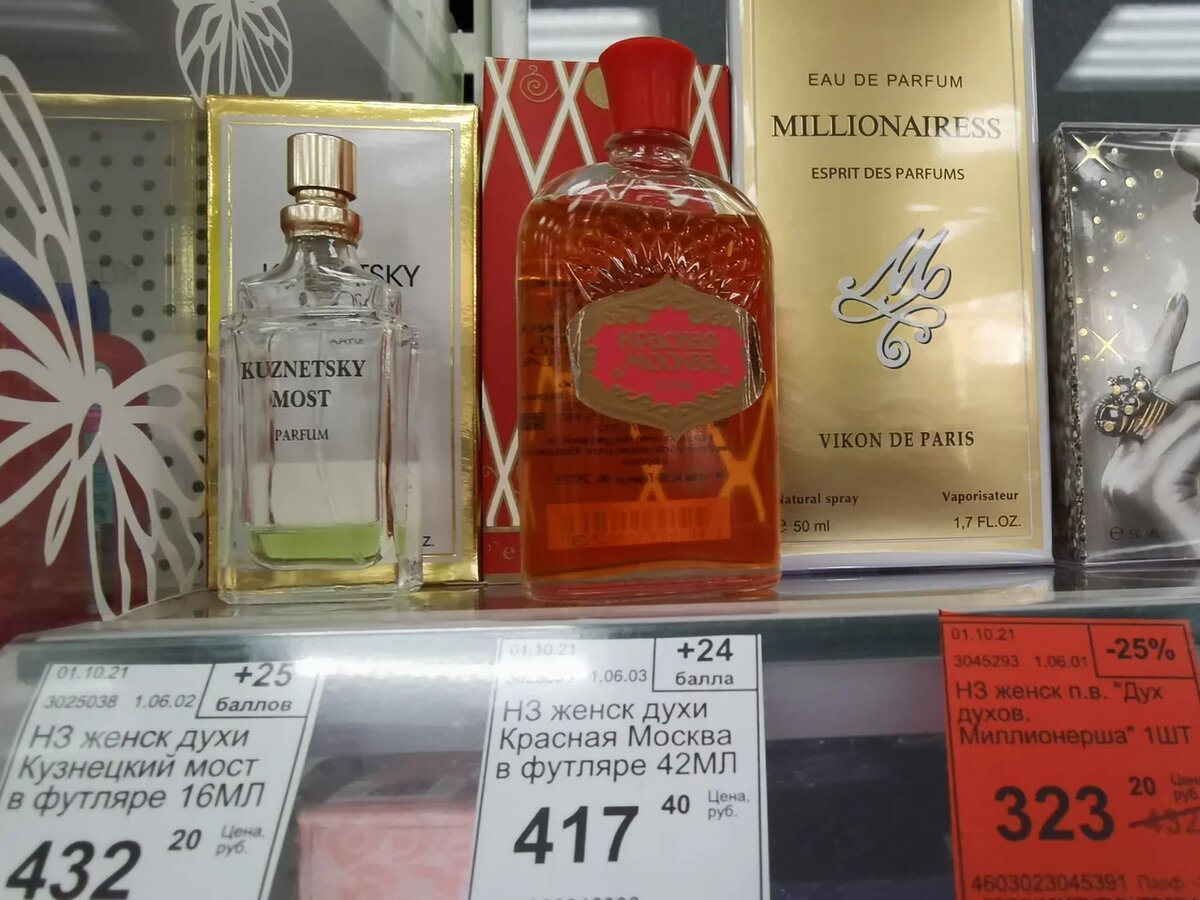 KUZNETSKY
MOST
PARFUM
Красная
Москва
EAU DE PARFUM
MILLIONAIRESS
ESPRIT DES PARFUMS
M
VIKON DE PARIS
Natural spray
Vaporisateur
e 50 ml
1,7 FL.OZ.
01.10.21
+25
баллов
3025038 1.06.02
НЗ женск духи
Кузнецкий мост
в футляре 16МЛ
432 20 Цена, руб.
01.10.21
+24
балла
1.06.03
НЗ женск духи
Красная Москва
в футляре 42МЛ
417 40 Цена, руб.
01.10.21
-25%
3045293 1.06.01
НЗ женск п.в. "Дух
духов.
Миллионерша" 1ШТ
323 20 Цена, руб.
432
4603023045391